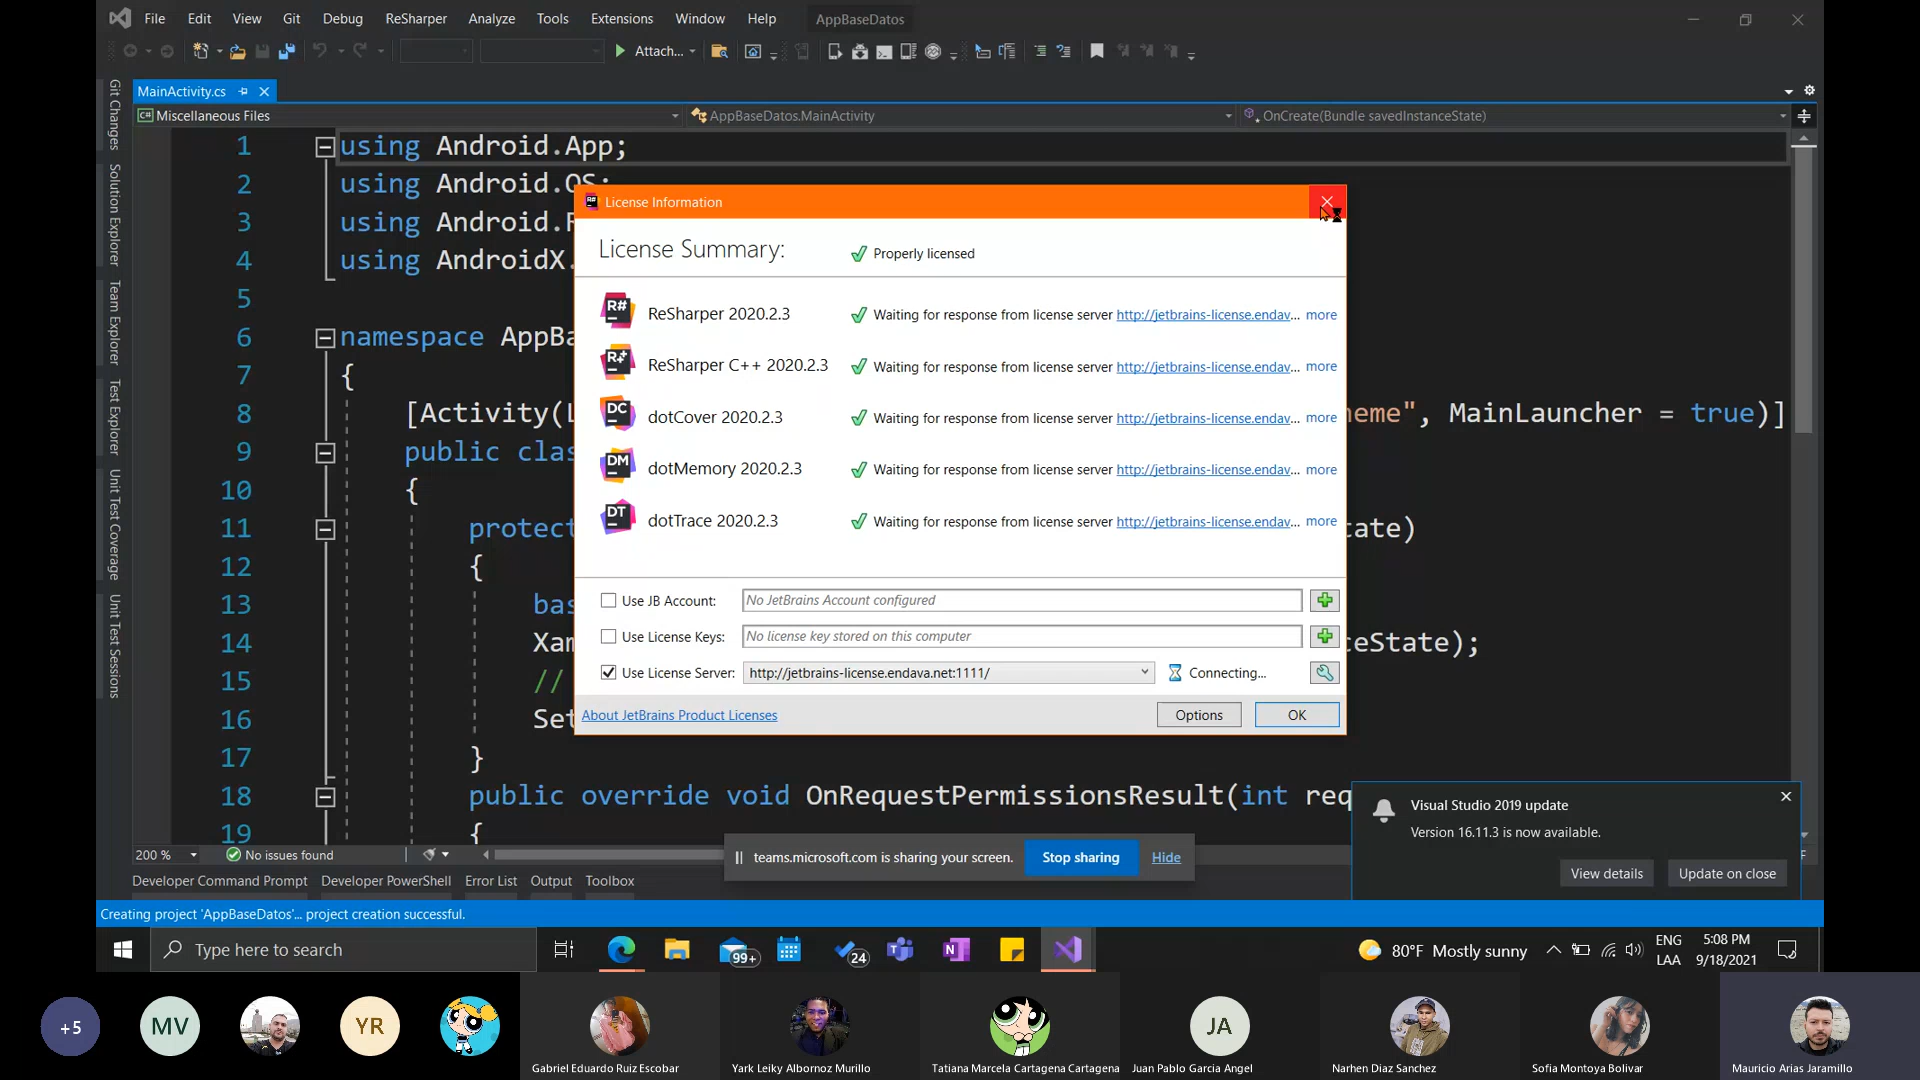 File Edit View Git Debug ReSharper Analyze Tools Extensions Window Help AppBaseDatos
Attach...
MainActivity.cs
C# Miscellaneous Files AppBaseDatos.MainActivity OnCreate(Bundle savedInstanceState)
Git Changes
Solution Explorer
Team Explorer
Test Explorer
Unit Test Coverage
Unit Test Sessions
1 using Android.App;
2 using Android.OS;
3 using Android.R
4 using AndroidX.
5
6 namespace AppBa
7 {
8 [Activity(L heme", MainLauncher = true)]
9 public clas
10 {
11 protect tate)
12 {
13 bas
14 Xam ceState);
15 //
16 Set
17 }
18 public override void OnRequestPermissionsResult(int req
19 {
License Information
License Summary: Properly licensed
R# ReSharper 2020.2.3 Waiting for response from license server http://jetbrains-license.endav... more
R+ ReSharper C++ 2020.2.3 Waiting for response from license server http://jetbrains-license.endav... more
DC dotCover 2020.2.3 Waiting for response from license server http://jetbrains-license.endav... more
DM dotMemory 2020.2.3 Waiting for response from license server http://jetbrains-license.endav... more
DT dotTrace 2020.2.3 Waiting for response from license server http://jetbrains-license.endav... more
Use JB Account: No JetBrains Account configured
Use License Keys: No license key stored on this computer
Use License Server: http://jetbrains-license.endava.net:1111/ Connecting...
About JetBrains Product Licenses Options OK
Visual Studio 2019 update
Version 16.11.3 is now available.
View details Update on close
200 % No issues found
teams.microsoft.com is sharing your screen. Stop sharing Hide
Developer Command Prompt Developer PowerShell Error List Output Toolbox
Creating project 'AppBaseDatos'... project creation successful.
Type here to search 99+ 24 80°F Mostly sunny ENG LAA 5:08 PM 9/18/2021
+5 MV YR JA
Gabriel Eduardo Ruiz Escobar Yark Leiky Albornoz Murillo Tatiana Marcela Cartagena Cartagena Juan Pablo Garcia Angel Narhen Diaz Sanchez Sofia Montoya Bolivar Mauricio Arias Jaramillo